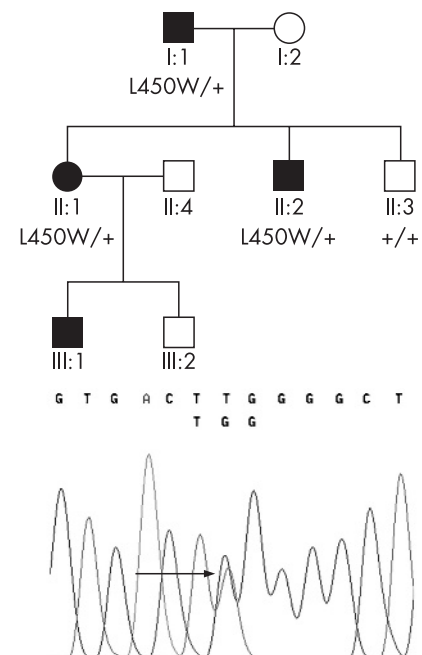 I:1 I:2
L450W/+
II:1 II:4 II:2 II:3
L450W/+ L450W/+ +/+
III:1 III:2
G T G A C T T G G G G C T
T G G